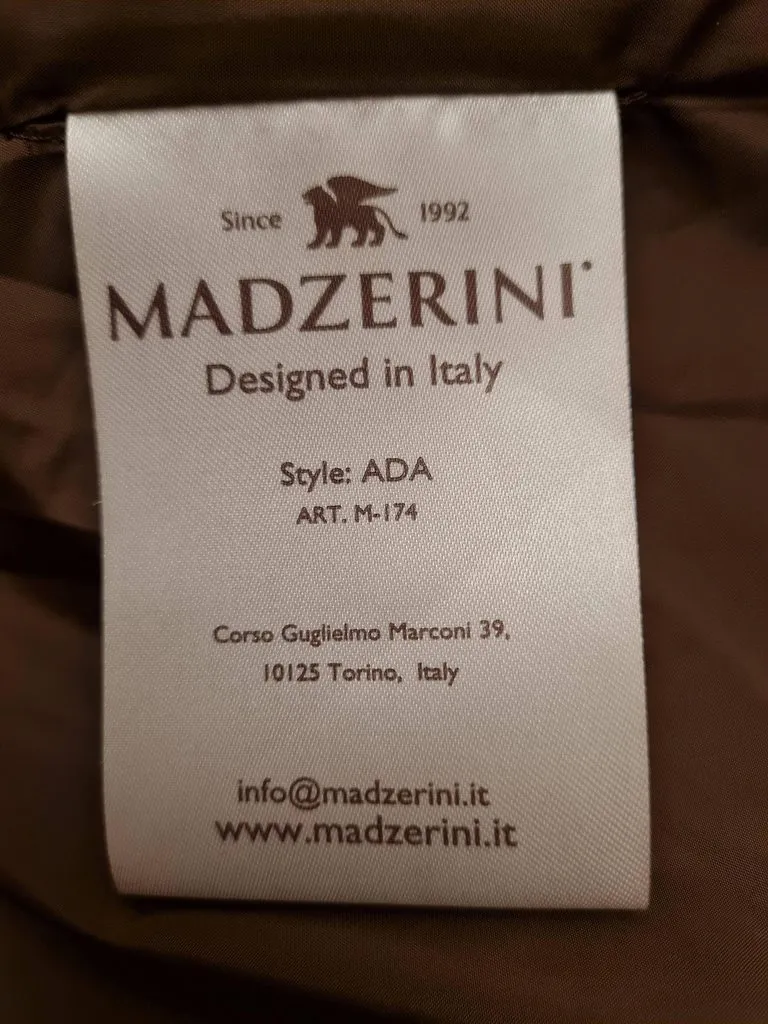 Since 1992
MADZERINI
Designed in Italy
Style: ADA
ART. M-174
Corso Guglielmo Marconi 39,
10125 Torino, Italy
info@madzerini.it
www.madzerini.it